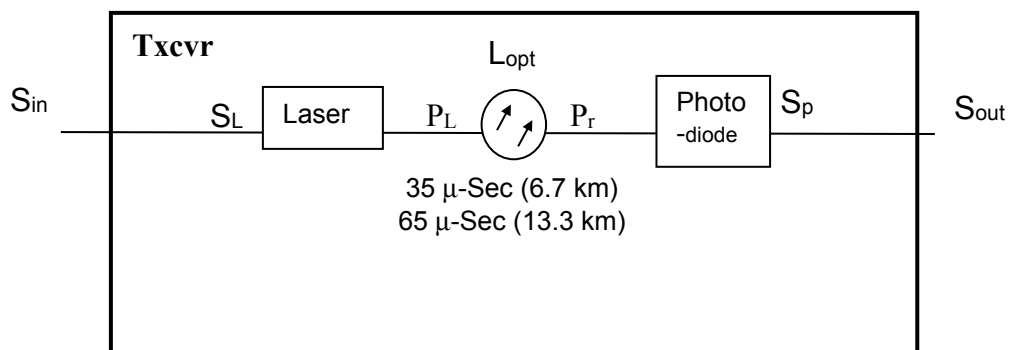 Txcvr
Lopt
Sin
SL
Laser
PL
Pr
Photo
-diode
Sp
Sout
35 μ-Sec (6.7 km)
65 μ-Sec (13.3 km)